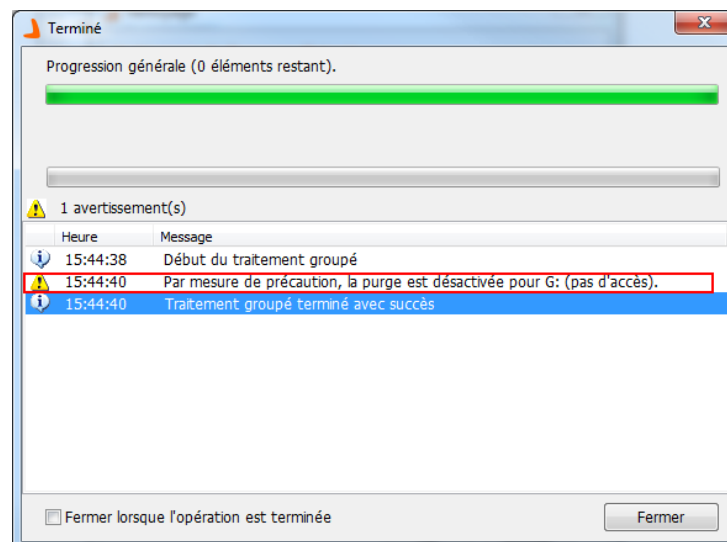 Terminé
Progression générale (0 éléments restant).
1 avertissement(s)
Heure Message
15:44:38 Début du traitement groupé
15:44:40 Par mesure de précaution, la purge est désactivée pour G: (pas d'accès).
15:44:40 Traitement groupé terminé avec succès
Fermer lorsque l'opération est terminée
Fermer